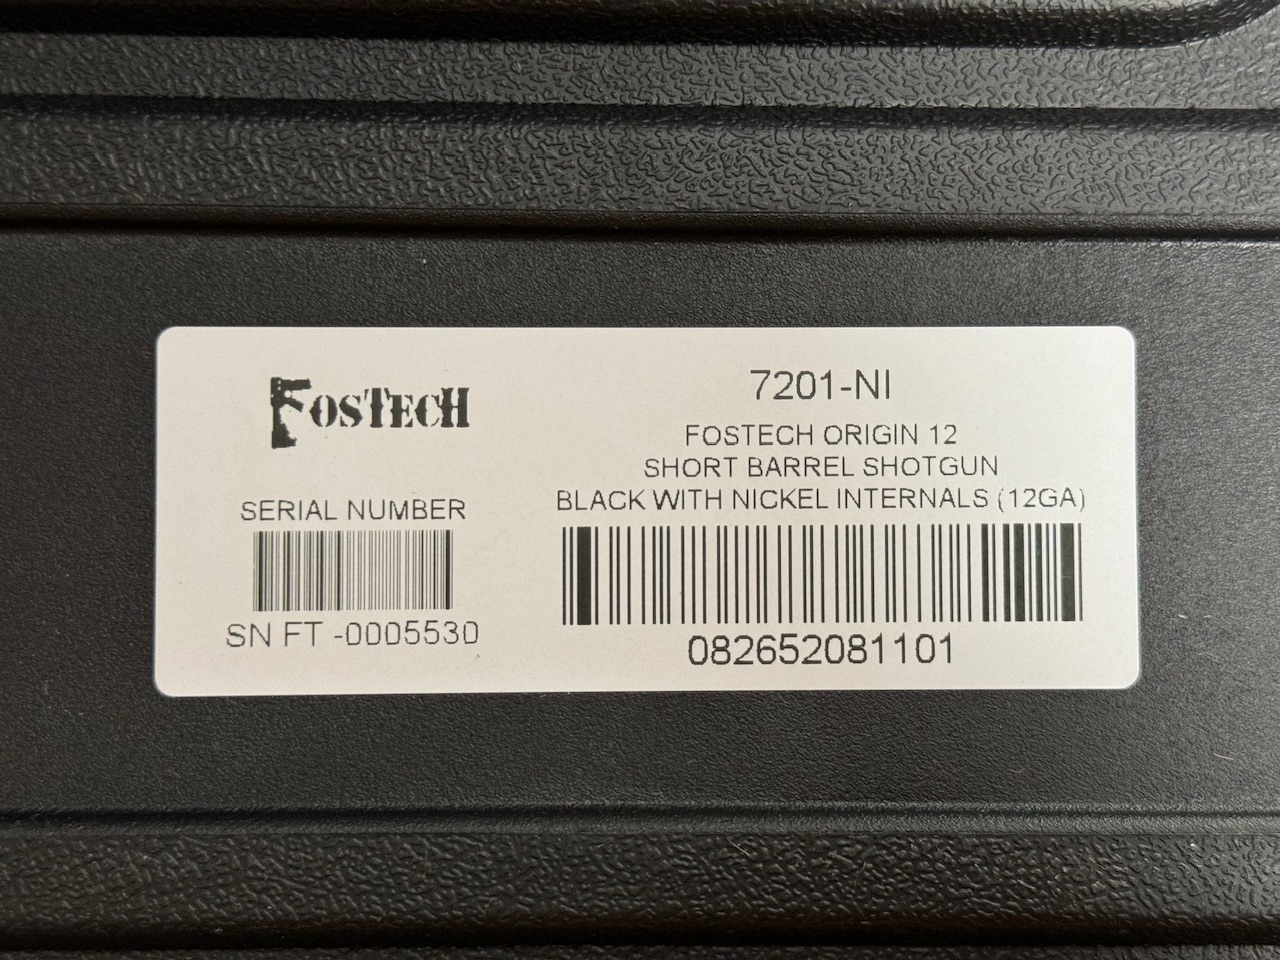 FOSTECH
SERIAL NUMBER
SN FT -0005530
7201-NI
FOSTECH ORIGIN 12
SHORT BARREL SHOTGUN
BLACK WITH NICKEL INTERNALS (12GA)
082652081101